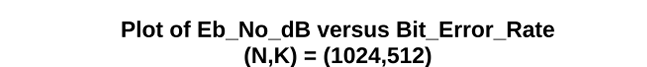 Plot of Eb_No_dB versus Bit_Error_Rate
(N,K) = (1024,512)